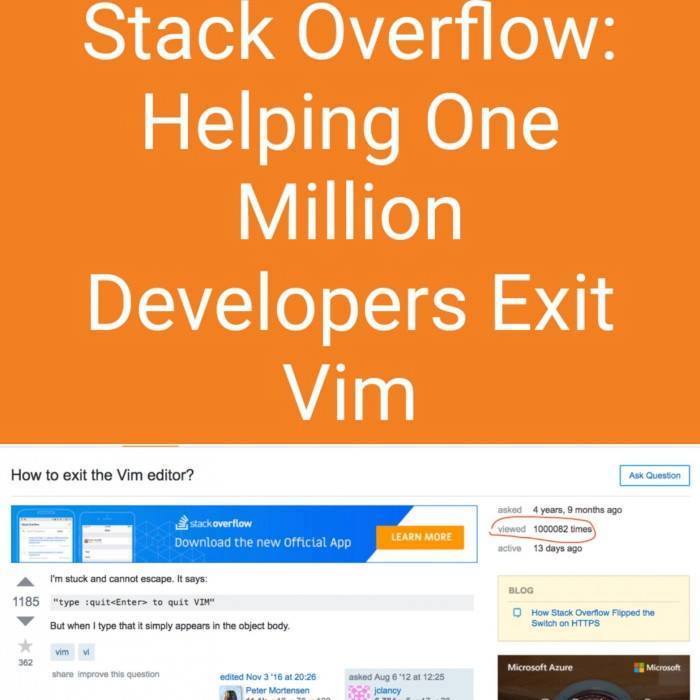 Stack Overflow:
Helping One
Million
Developers Exit
Vim
How to exit the Vim editor?
Ask Question
stackoverflow
Download the new Official App
LEARN MORE
asked 4 years, 9 months ago
viewed 1000082 times
active 13 days ago
1185
362
I'm stuck and cannot escape. It says:
"type :quit<Enter> to quit VIM"
But when I type that it simply appears in the object body.
vim vi
share improve this question
edited Nov 3 '16 at 20:26
Peter Mortensen
asked Aug 6 '12 at 12:25
jclancy
BLOG
How Stack Overflow Flipped the
Switch on HTTPS
Microsoft Azure
Microsoft